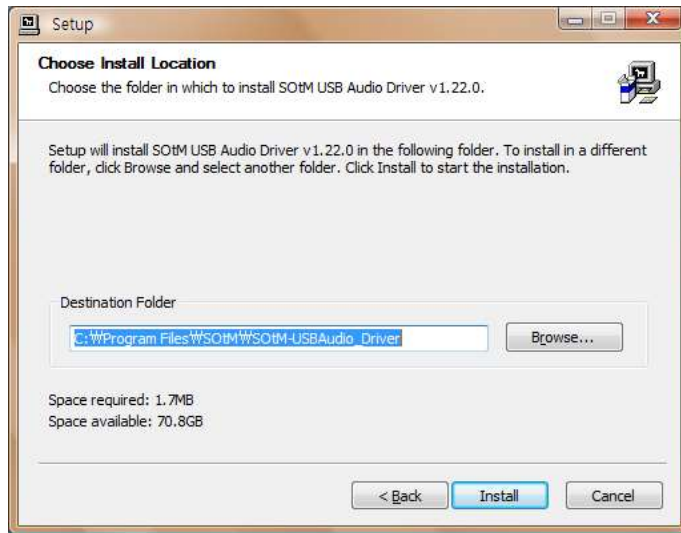 Setup
Choose Install Location
Choose the folder in which to install SOtM USB Audio Driver v1.22.0.
Setup will install SOtM USB Audio Driver v1.22.0 in the following folder. To install in a different
folder, click Browse and select another folder. Click Install to start the installation.
Destination Folder
C:₩Program Files₩SOtM₩SOtM-USBAudio_Driver
Browse...
Space required: 1.7MB
Space available: 70.8GB
< Back
Install
Cancel